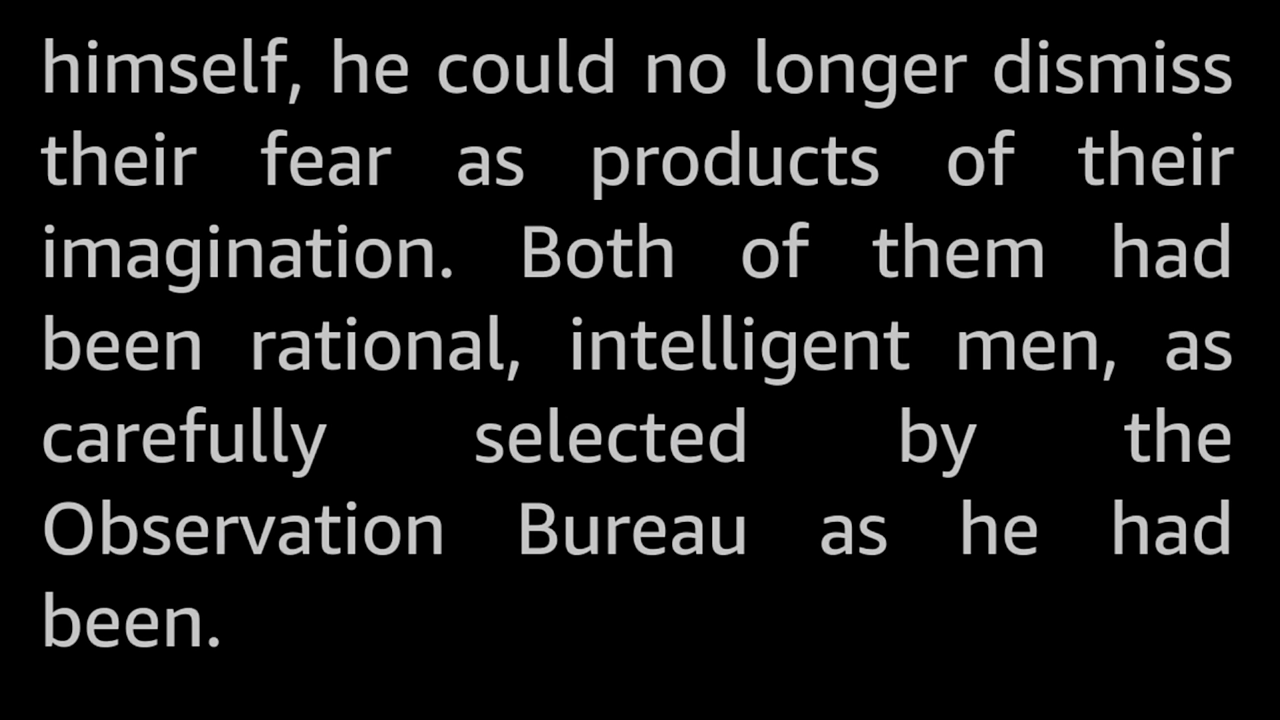 himself, he could no longer dismiss
their fear as products of their
imagination. Both of them had
been rational, intelligent men, as
carefully selected by the
Observation Bureau as he had
been.